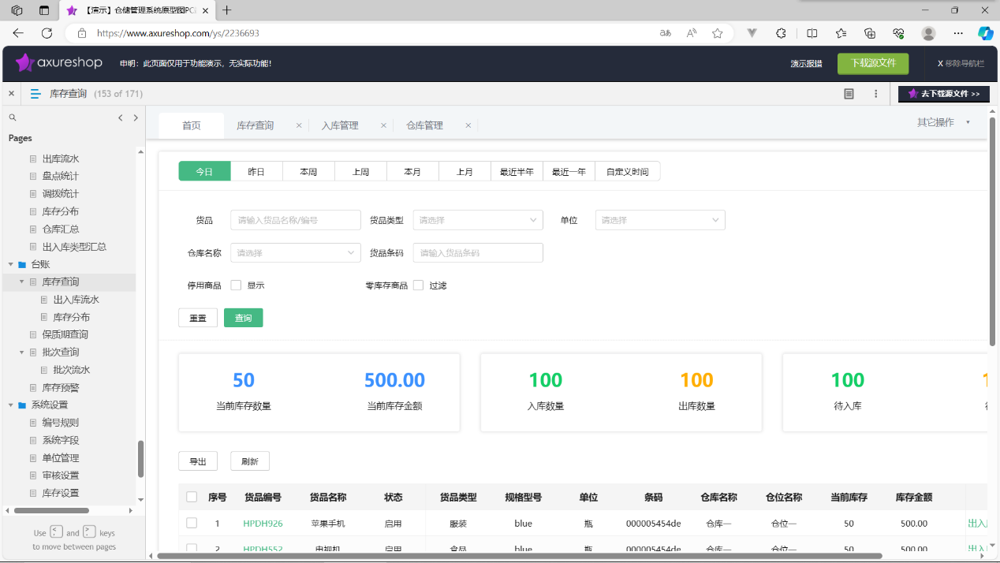 【演示】仓储管理系统原型图PC
https://www.axureshop.com/ys/2236693
axureshop
申明：此页面仅用于功能演示，无实际功能！
演示报错
下载源文件
X 移除导航栏
库存查询 (153 of 171)
去下载源文件 >>
Pages
出库流水
盘点统计
调拨统计
库存分布
仓库汇总
出入库类型汇总
台账
库存查询
出入库流水
库存分布
保质期查询
批次查询
批次流水
库存预警
系统设置
编号规则
系统字段
单位管理
审核设置
库存设置
Use < and > keys
to move between pages
首页 库存查询 入库管理 仓库管理 其它操作
今日 昨日 本周 上周 本月 上月 最近半年 最近一年 自定义时间
货品 请输入货品名称/编号 货品类型 请选择 单位 请选择
仓库名称 请选择 货品条码 请输入货品条码
停用商品 显示 零库存商品 过滤
重置 查询
50 500.00 100 100 100
当前库存数量 当前库存金额 入库数量 出库数量 待入库
导出 刷新
序号 货品编号 货品名称 状态 货品类型 规格型号 单位 条码 仓库名称 仓位名称 当前库存 库存金额
1 HPDH926 苹果手机 启用 服装 blue 瓶 000005454de 仓库一 仓位一 50 500.00 出入
2 HPDH552 电视机 启用 食品 blue 瓶 000005454de 仓库一 仓位一 50 500.00 出入